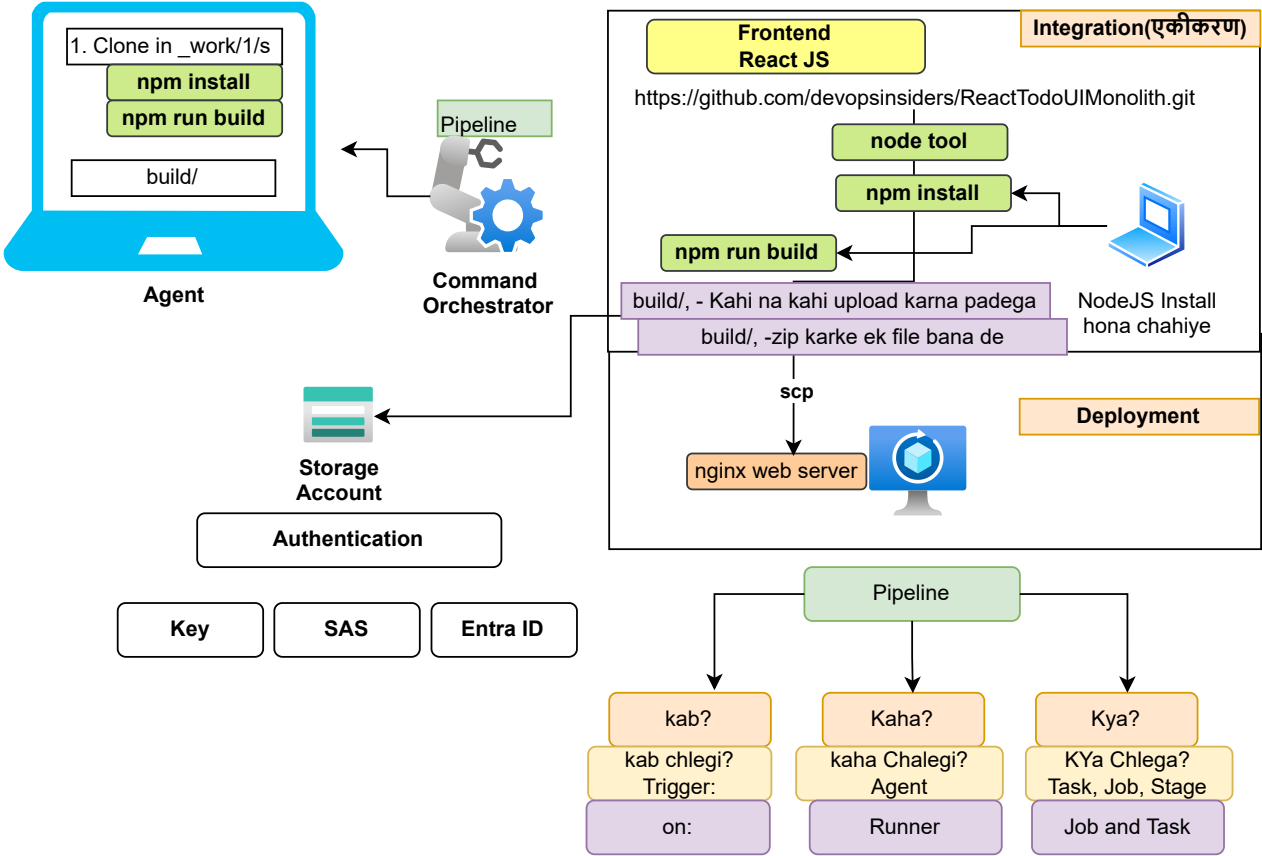 1. Clone in _work/1/s
npm install
npm run build
build/
Agent
Pipeline
Command
Orchestrator
Integration(एकीकरण)
Frontend
React JS
https://github.com/devopsinsiders/ReactTodoUIMonolith.git
node tool
npm install
npm run build
build/, - Kahi na kahi upload karna padega
build/, -zip karke ek file bana de
NodeJS Install
hona chahiye
scp
Deployment
nginx web server
Storage
Account
Authentication
Key
SAS
Entra ID
Pipeline
kab?
Kaha?
Kya?
kab chlegi?
Trigger:
kaha Chalegi?
Agent
KYa Chlega?
Task, Job, Stage
on:
Runner
Job and Task